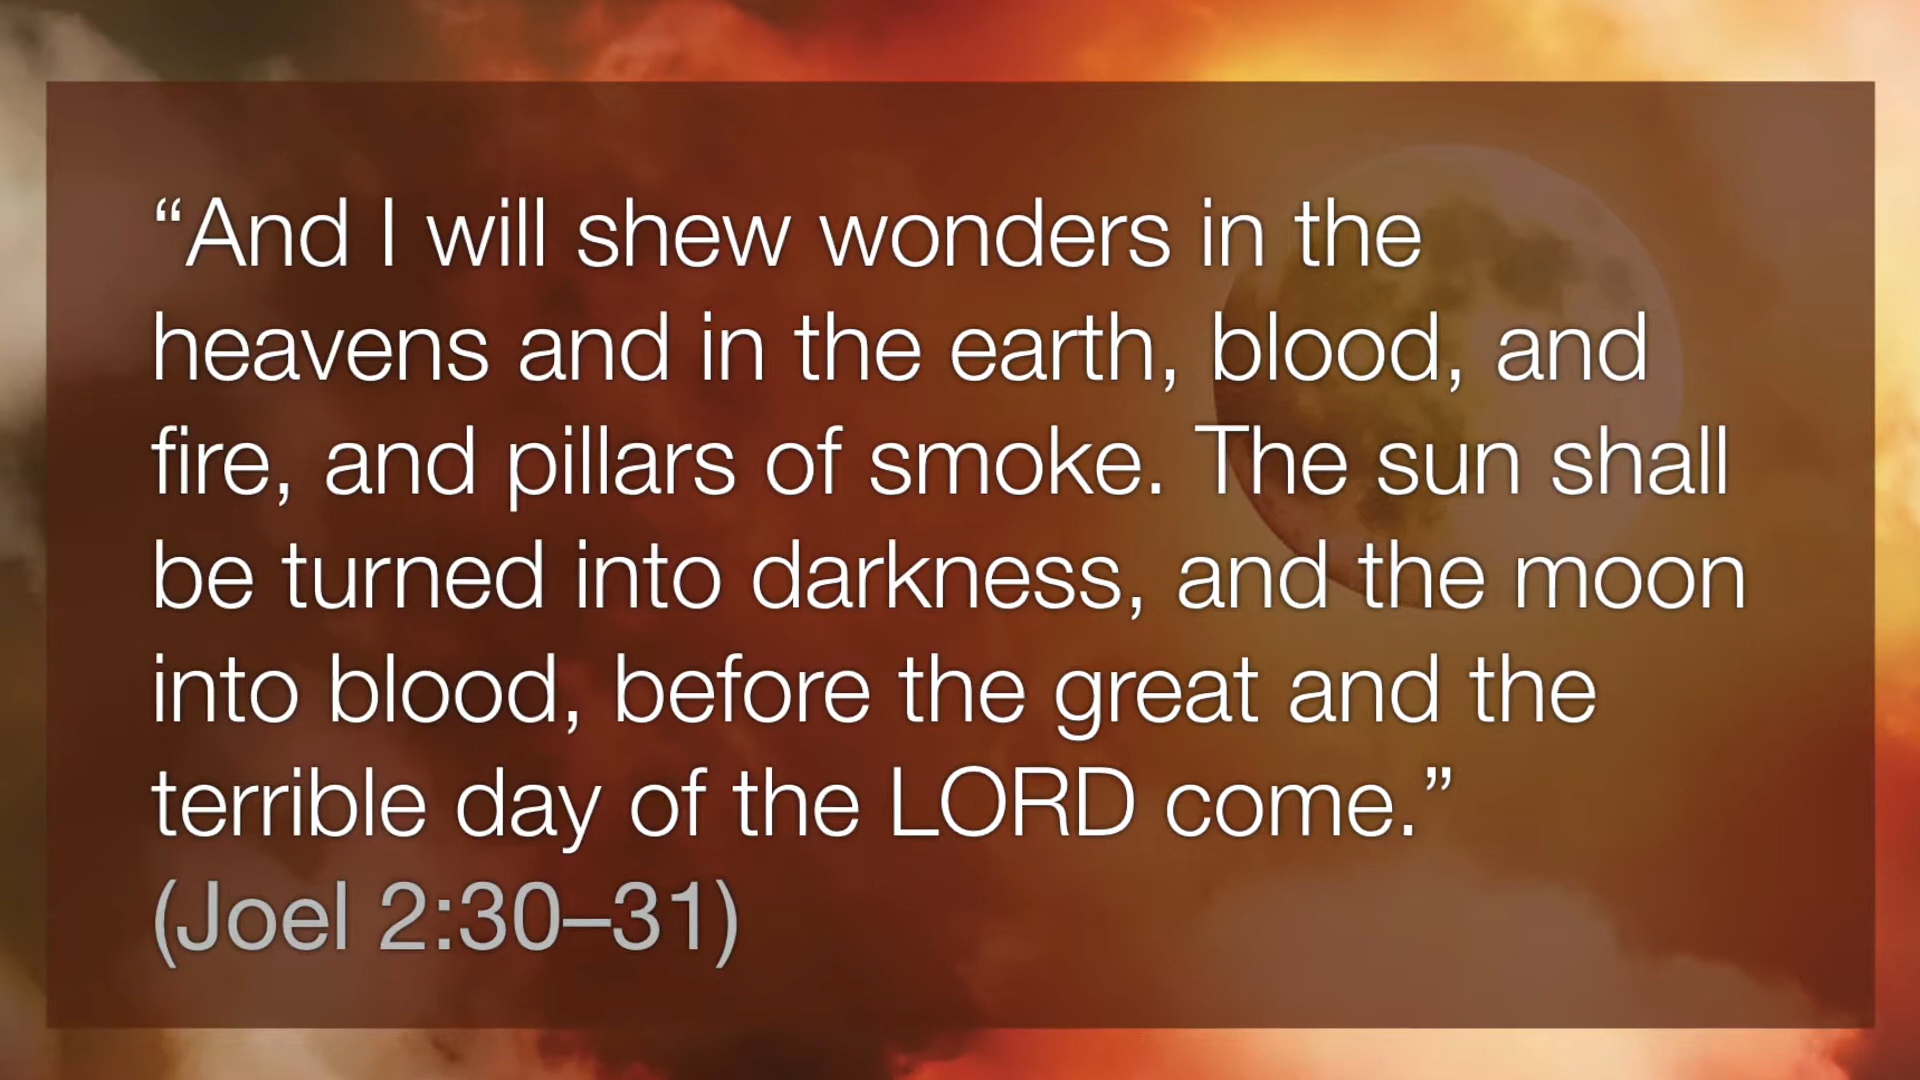 “And I will shew wonders in the
heavens and in the earth, blood, and
fire, and pillars of smoke. The sun shall
be turned into darkness, and the moon
into blood, before the great and the
terrible day of the LORD come.”
(Joel 2:30–31)